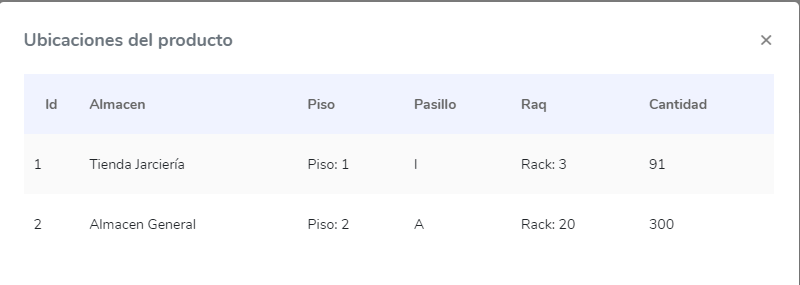 Ubicaciones del producto ×
Id Almacen Piso Pasillo Raq Cantidad
1 Tienda Jarciería Piso: 1 I Rack: 3 91
2 Almacen General Piso: 2 A Rack: 20 300